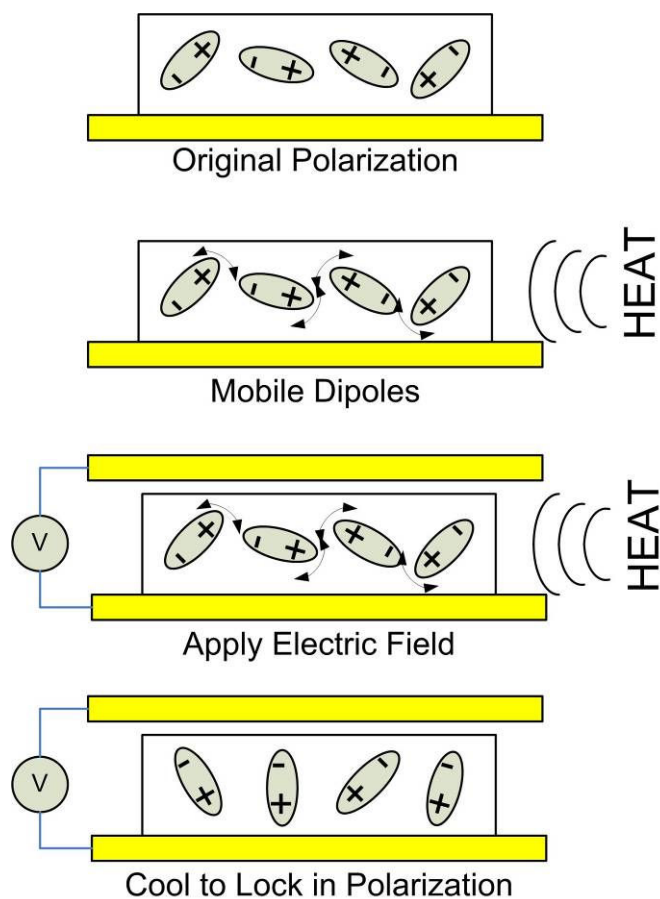 - + - + + - + -
Original Polarization
- + - + + - + -
HEAT
Mobile Dipoles
V
- + - + + - + -
HEAT
Apply Electric Field
V
- + - + + - - +
Cool to Lock in Polarization